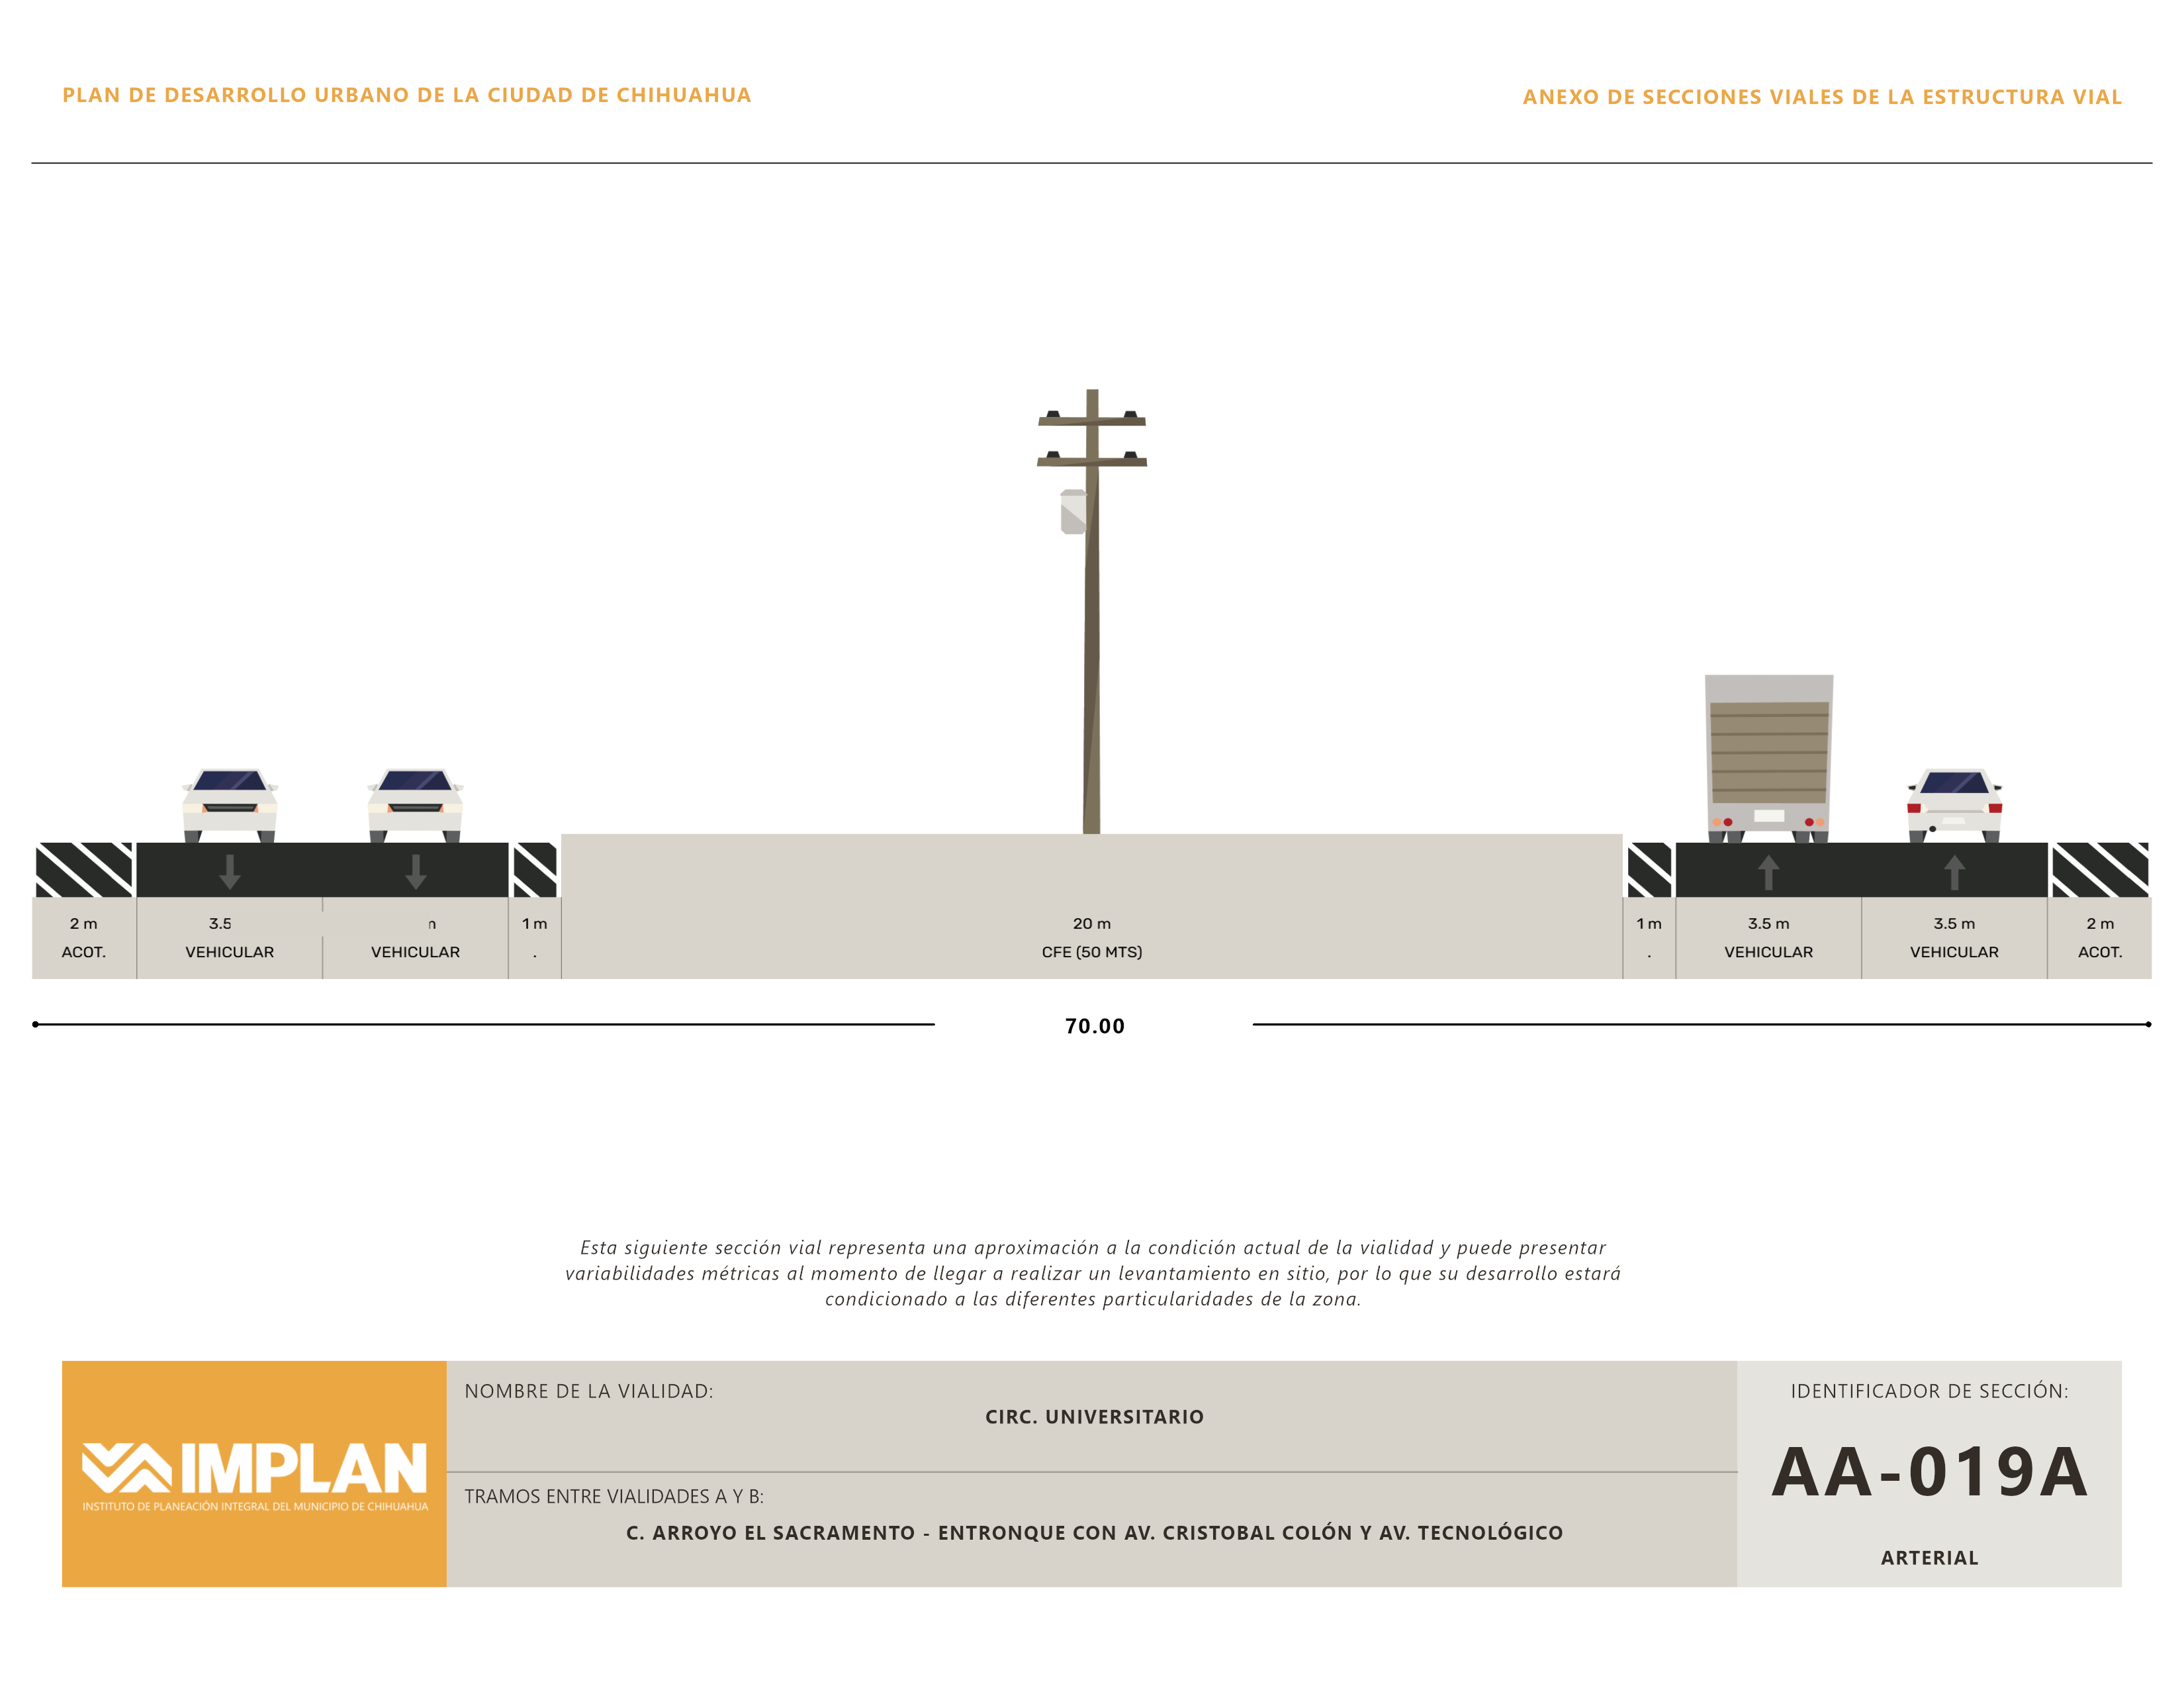 PLAN DE DESARROLLO URBANO DE LA CIUDAD DE CHIHUAHUA
ANEXO DE SECCIONES VIALES DE LA ESTRUCTURA VIAL
2 m
3.5
1 m
20 m
1 m
3.5 m
3.5 m
2 m
ACOT.
VEHICULAR
VEHICULAR
.
CFE (50 MTS)
.
VEHICULAR
VEHICULAR
ACOT.
70.00
Esta siguiente sección vial representa una aproximación a la condición actual de la vialidad y puede presentar
variabilidades métricas al momento de llegar a realizar un levantamiento en sitio, por lo que su desarrollo estará
condicionado a las diferentes particularidades de la zona.
IMPLAN
INSTITUTO DE PLANEACIÓN INTEGRAL DEL MUNICIPIO DE CHIHUAHUA
NOMBRE DE LA VIALIDAD:
CIRC. UNIVERSITARIO
TRAMOS ENTRE VIALIDADES A Y B:
C. ARROYO EL SACRAMENTO - ENTRONQUE CON AV. CRISTOBAL COLÓN Y AV. TECNOLÓGICO
IDENTIFICADOR DE SECCIÓN:
AA-019A
ARTERIAL